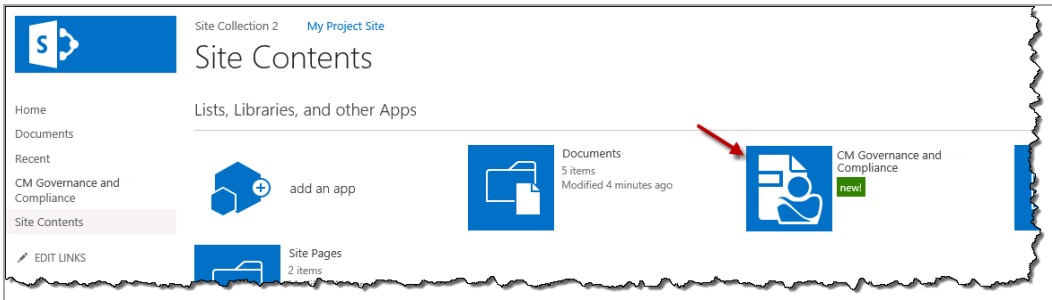 S
Site Collection 2 My Project Site
Site Contents
Home
Documents
Recent
CM Governance and
Compliance
Site Contents
EDIT LINKS
Lists, Libraries, and other Apps
add an app
Documents
5 items
Modified 4 minutes ago
CM Governance and
Compliance
new!
Site Pages
2 items